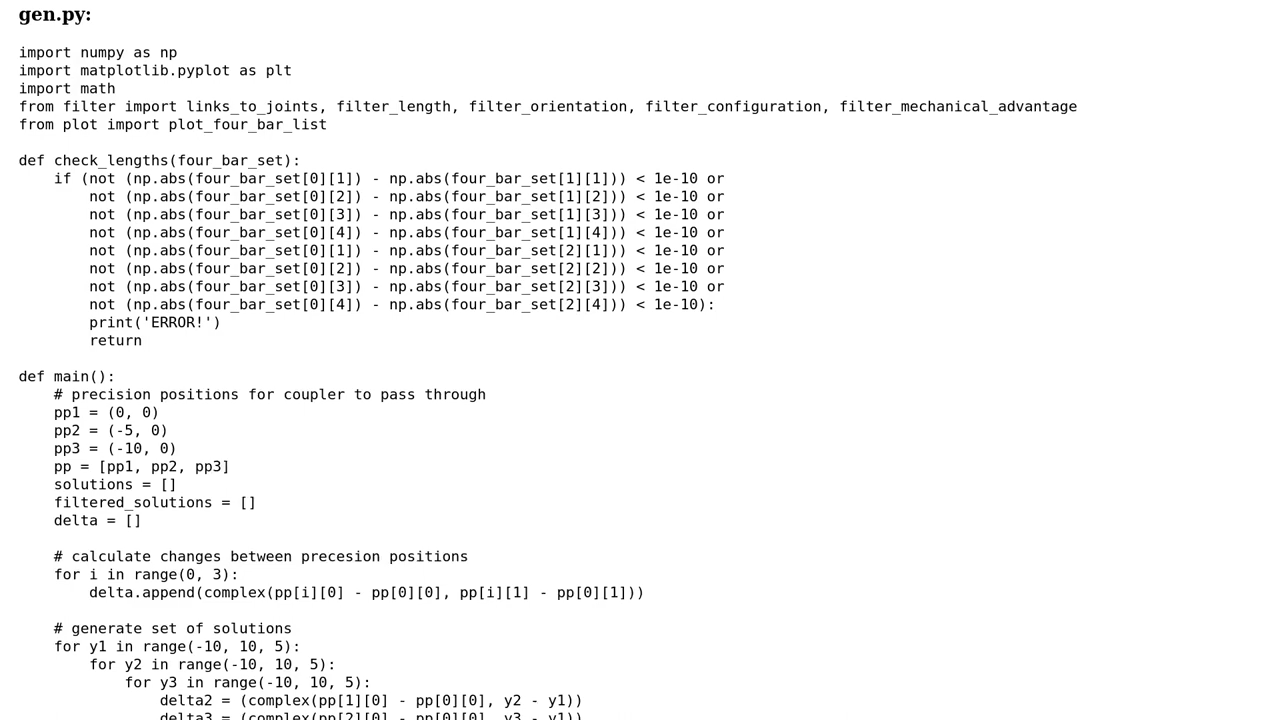 gen.py:
import numpy as np
import matplotlib.pyplot as plt
import math
from filter import links_to_joints, filter_length, filter_orientation, filter_configuration, filter_mechanical_advantage
from plot import plot_four_bar_list
def check_lengths(four_bar_set):
    if (not (np.abs(four_bar_set[0][1]) - np.abs(four_bar_set[1][1])) < 1e-10 or
        not (np.abs(four_bar_set[0][2]) - np.abs(four_bar_set[1][2])) < 1e-10 or
        not (np.abs(four_bar_set[0][3]) - np.abs(four_bar_set[1][3])) < 1e-10 or
        not (np.abs(four_bar_set[0][4]) - np.abs(four_bar_set[1][4])) < 1e-10 or
        not (np.abs(four_bar_set[0][1]) - np.abs(four_bar_set[2][1])) < 1e-10 or
        not (np.abs(four_bar_set[0][2]) - np.abs(four_bar_set[2][2])) < 1e-10 or
        not (np.abs(four_bar_set[0][3]) - np.abs(four_bar_set[2][3])) < 1e-10 or
        not (np.abs(four_bar_set[0][4]) - np.abs(four_bar_set[2][4])) < 1e-10):
        print('ERROR!')
        return
def main():
    # precision positions for coupler to pass through
    pp1 = (0, 0)
    pp2 = (-5, 0)
    pp3 = (-10, 0)
    pp = [pp1, pp2, pp3]
    solutions = []
    filtered_solutions = []
    delta = []
    # calculate changes between precesion positions
    for i in range(0, 3):
        delta.append(complex(pp[i][0] - pp[0][0], pp[i][1] - pp[0][1]))
    # generate set of solutions
    for y1 in range(-10, 10, 5):
        for y2 in range(-10, 10, 5):
            for y3 in range(-10, 10, 5):
                delta2 = (complex(pp[1][0] - pp[0][0], y2 - y1))
                delta3 = (complex(pp[2][0] - pp[0][0], y3 - y1))